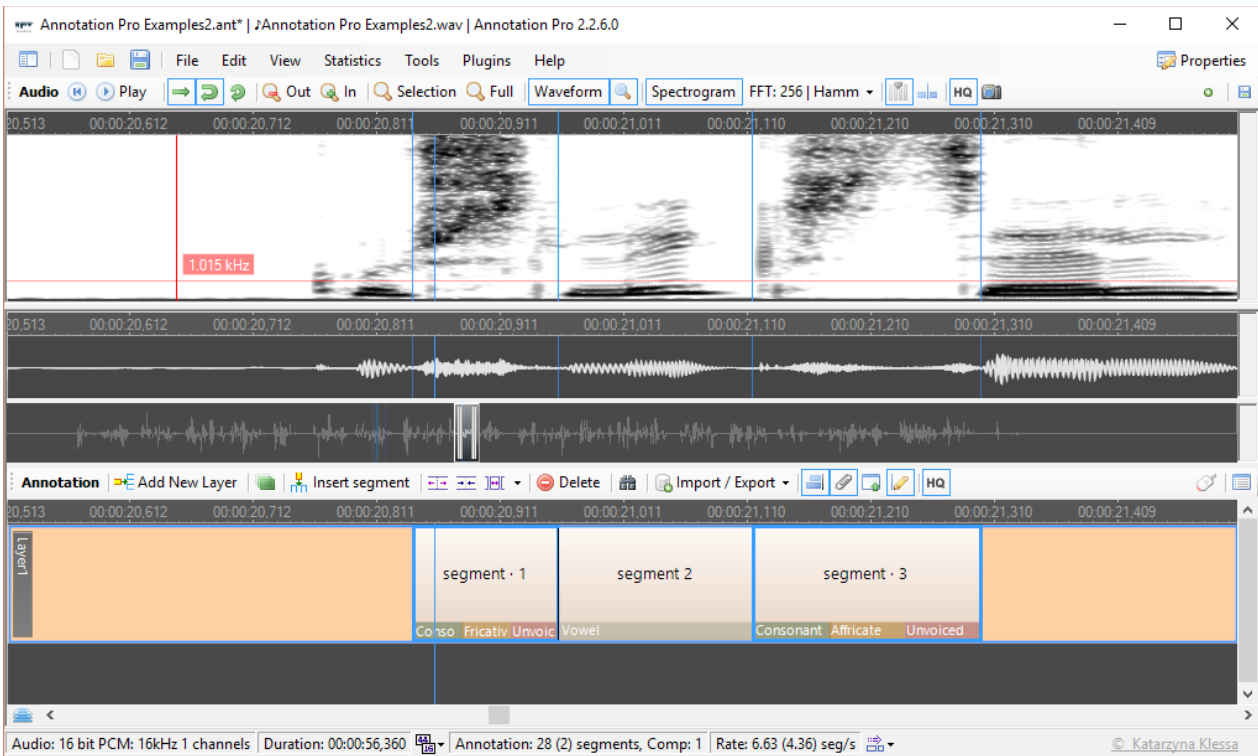 Annotation Pro Examples2.ant* | ♪Annotation Pro Examples2.wav | Annotation Pro 2.2.6.0
File Edit View Statistics Tools Plugins Help Properties
Audio Play Out In Selection Full Waveform Spectrogram FFT: 256 | Hamm HQ
20,513 00:00:20,612 00:00:20,712 00:00:20,811 00:00:20,911 00:00:21,011 00:00:21,110 00:00:21,210 00:00:21,310 00:00:21,409
1.015 kHz
20,513 00:00:20,612 00:00:20,712 00:00:20,811 00:00:20,911 00:00:21,011 00:00:21,110 00:00:21,210 00:00:21,310 00:00:21,409
Annotation Add New Layer Insert segment Delete Import / Export HQ
20,513 00:00:20,612 00:00:20,712 00:00:20,811 00:00:20,911 00:00:21,011 00:00:21,110 00:00:21,210 00:00:21,310 00:00:21,409
Layer1
segment · 1 segment 2 segment · 3
Conso Fricativ Unvoic Vowel Consonant Affricate Unvoiced
Audio: 16 bit PCM: 16kHz 1 channels Duration: 00:00:56,360 44 16 Annotation: 28 (2) segments, Comp: 1 Rate: 6.63 (4.36) seg/s © Katarzyna Klessa